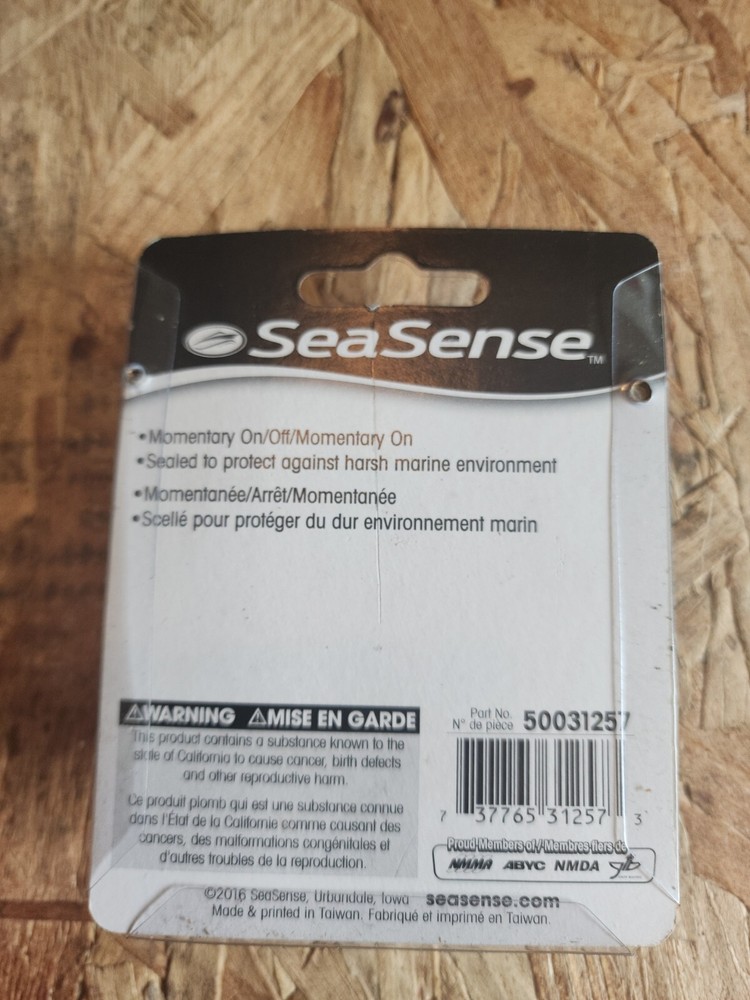 SeaSense™
•Momentary On/Off/Momentary On
•Sealed to protect against harsh marine environment
•Momentanée/Arrêt/Momentanée
•Scellé pour protéger du dur environnement marin
⚠WARNING ⚠MISE EN GARDE
This product contains a substance known to the
state of California to cause cancer, birth defects
and other reproductive harm.
Ce produit plomb qui est une substance connue
dans l'État de la Californie comme causant des
cancers, des malformations congénitales et
d'autres troubles de la reproduction.
Part No.
N° de pièce 50031257
7 37765 31257 3
Proud Members of/Membres fiers de
NMMA ABYC NMDA
©2016 SeaSense, Urbandale, Iowa seasense.com
Made & printed in Taiwan. Fabriqué et imprimé en Taiwan.